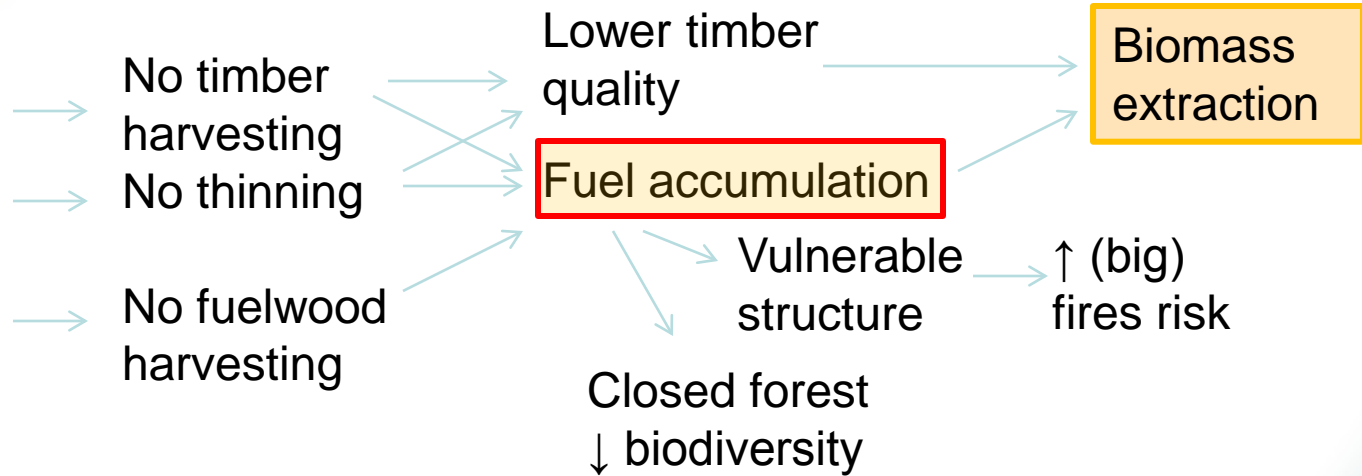 No timber
harvesting
No thinning
No fuelwood
harvesting
Lower timber
quality
Fuel accumulation
Vulnerable
structure
↑ (big)
fires risk
Closed forest
↓ biodiversity
Biomass
extraction